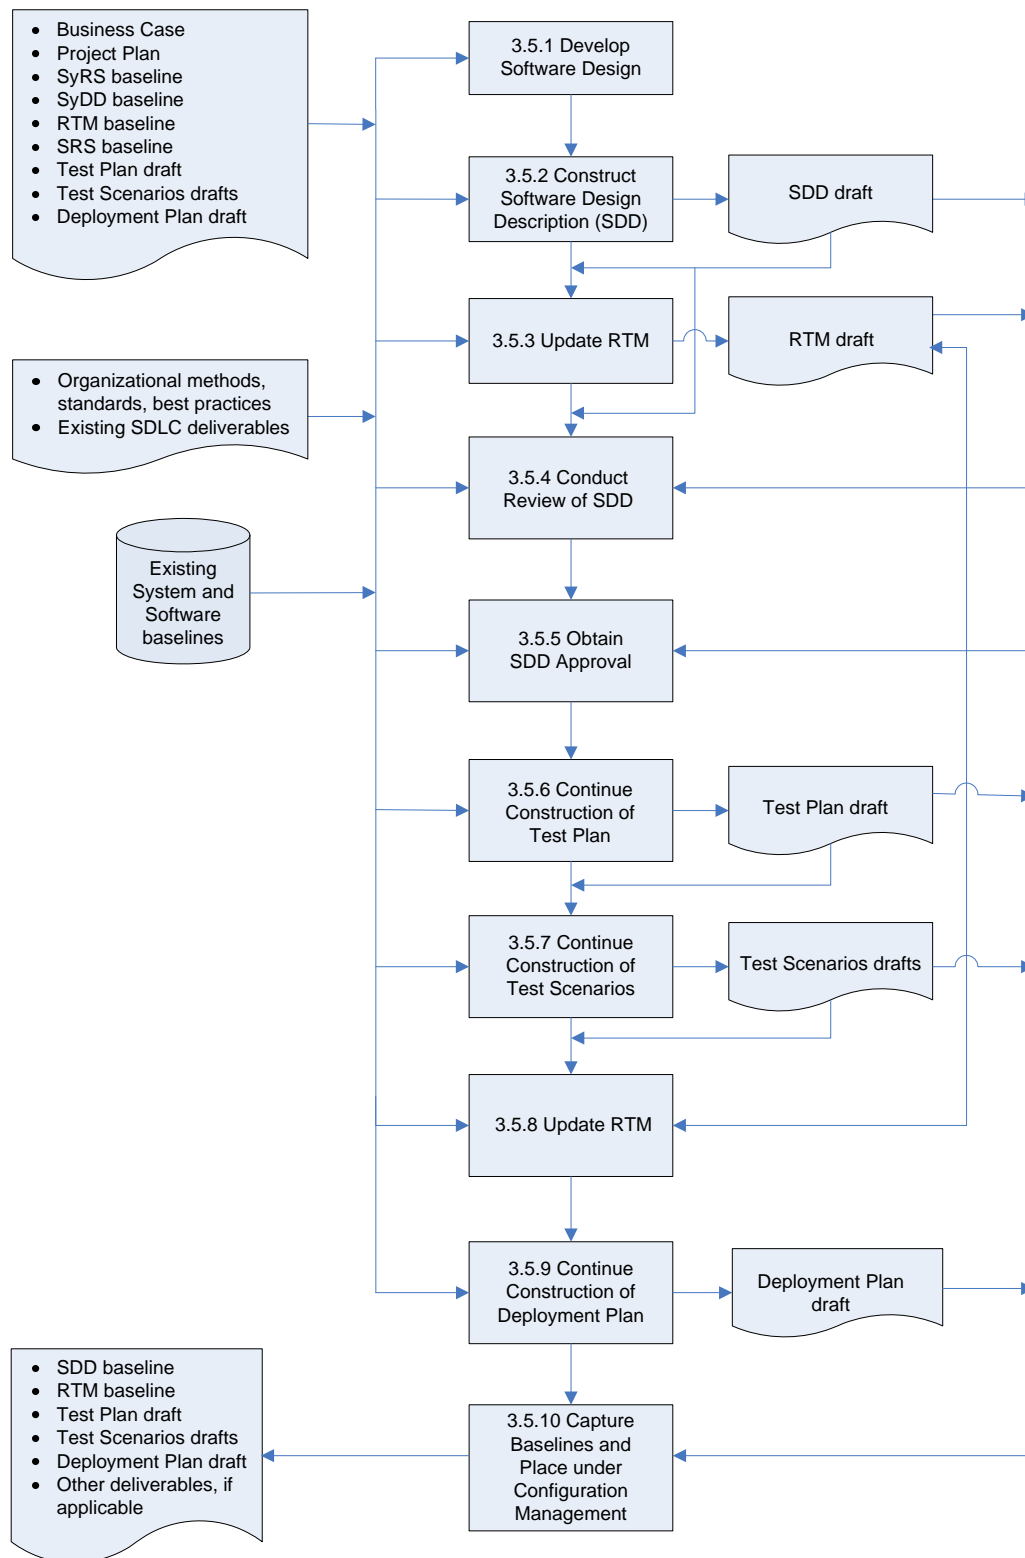 • Business Case
• Project Plan
• SyRS baseline
• SyDD baseline
• RTM baseline
• SRS baseline
• Test Plan draft
• Test Scenarios drafts
• Deployment Plan draft
3.5.1 Develop
Software Design
3.5.2 Construct
Software Design
Description (SDD)
SDD draft
3.5.3 Update RTM
RTM draft
• Organizational methods,
standards, best practices
• Existing SDLC deliverables
3.5.4 Conduct
Review of SDD
Existing
System and
Software
baselines
3.5.5 Obtain
SDD Approval
3.5.6 Continue
Construction of
Test Plan
Test Plan draft
3.5.7 Continue
Construction of
Test Scenarios
Test Scenarios drafts
3.5.8 Update RTM
3.5.9 Continue
Construction of
Deployment Plan
Deployment Plan
draft
• SDD baseline
• RTM baseline
• Test Plan draft
• Test Scenarios drafts
• Deployment Plan draft
• Other deliverables, if
applicable
3.5.10 Capture
Baselines and
Place under
Configuration
Management